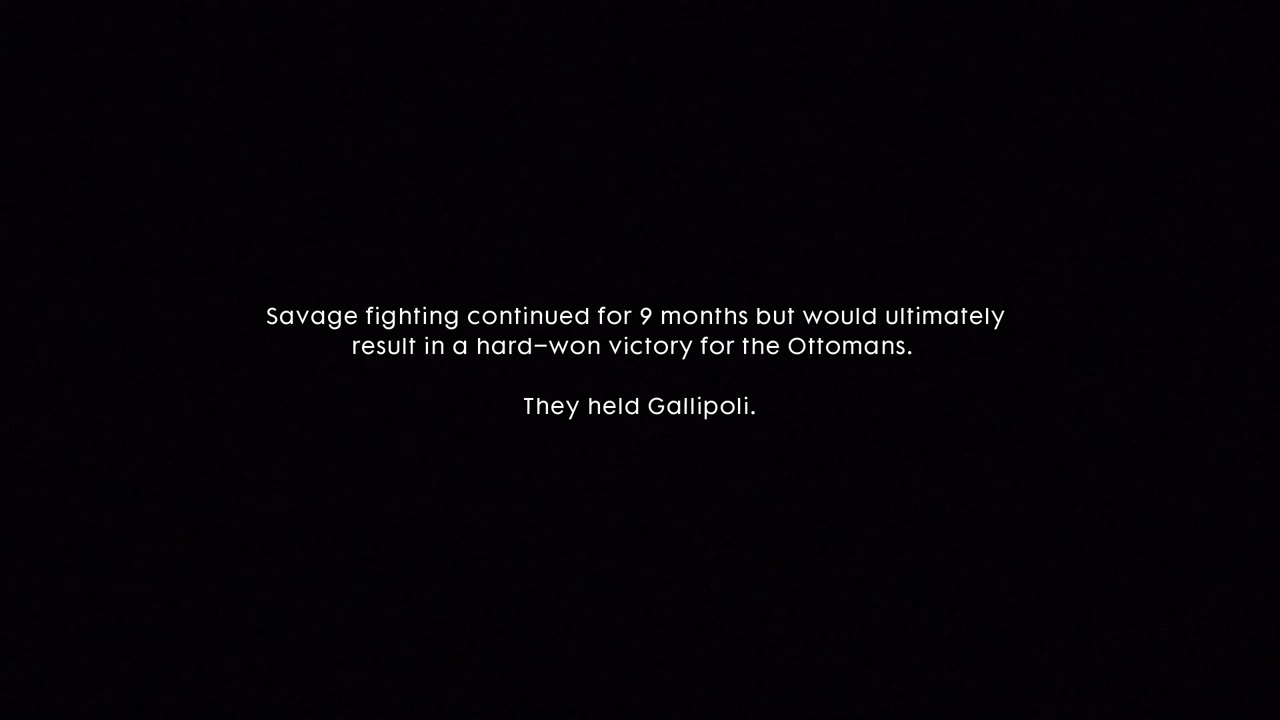 Savage fighting continued for 9 months but would ultimately
result in a hard–won victory for the Ottomans.
They held Gallipoli.